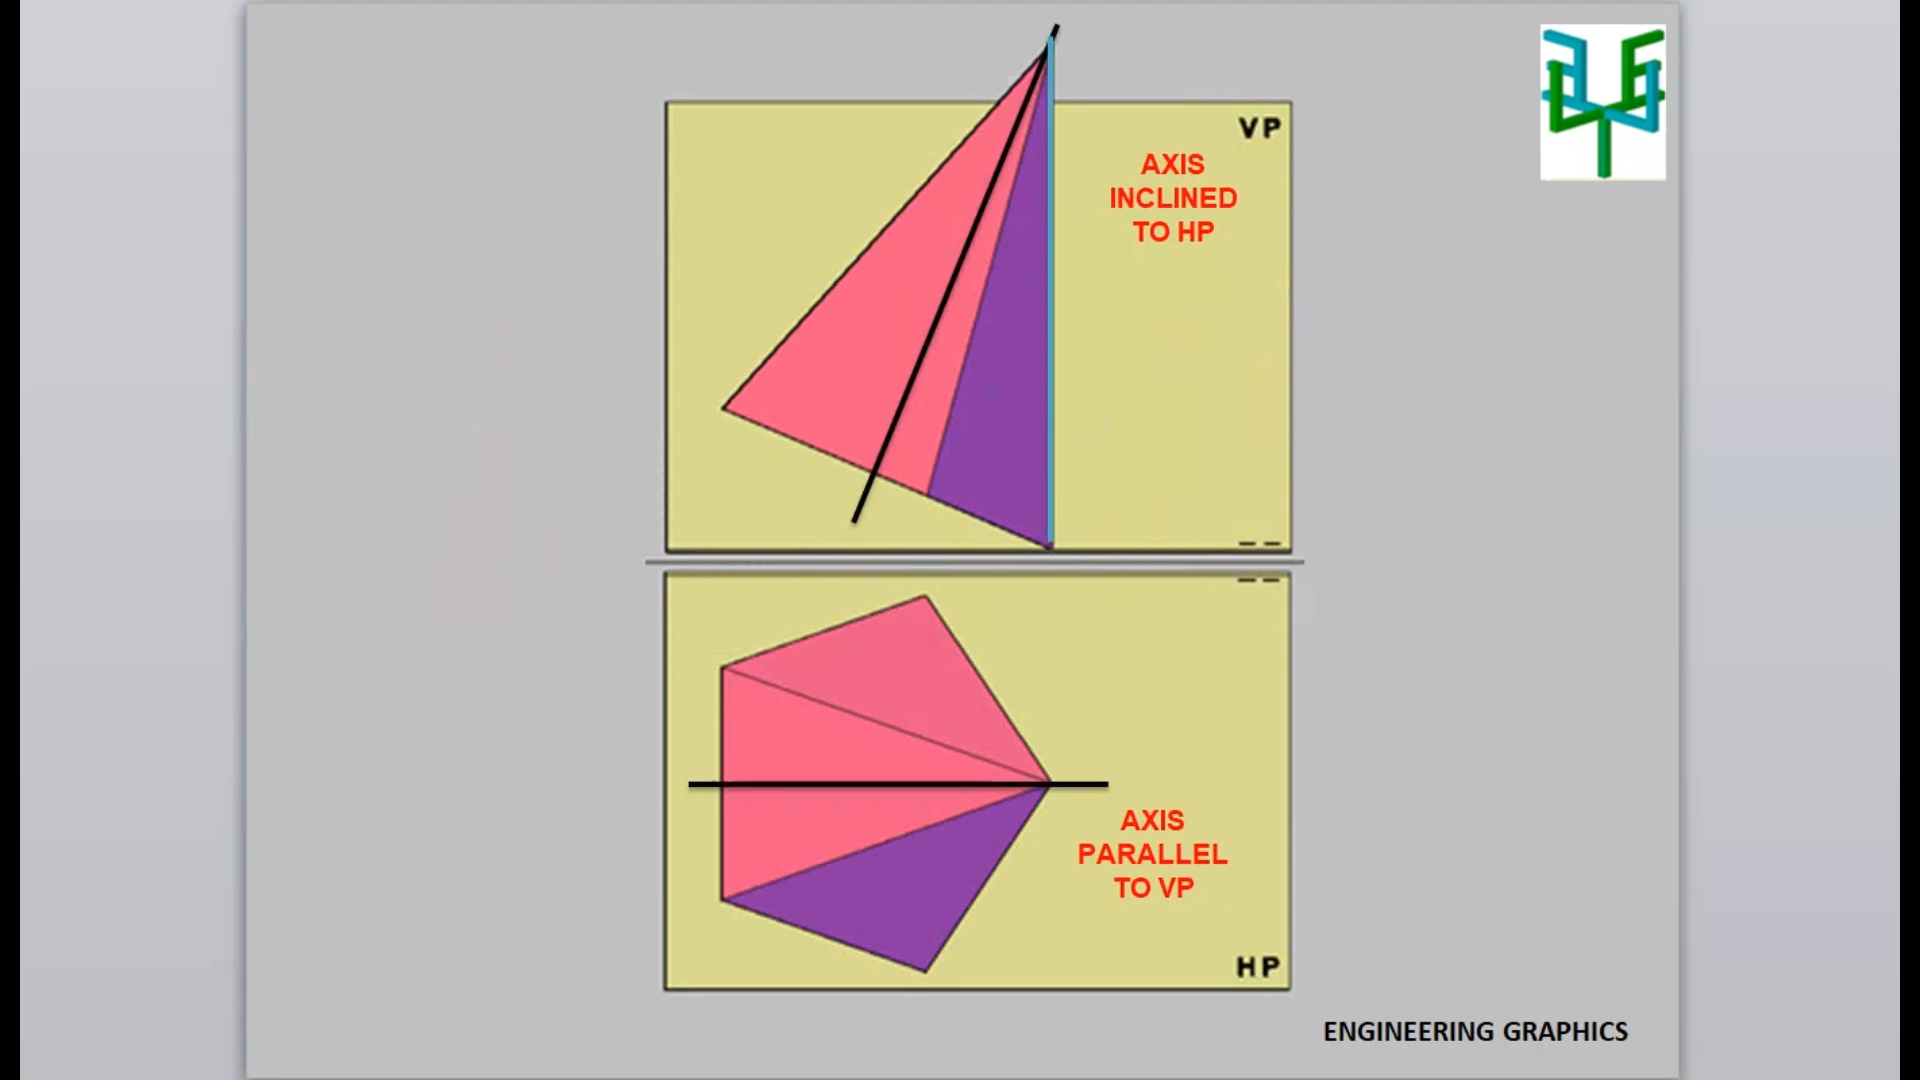 VP
AXIS
INCLINED
TO HP
AXIS
PARALLEL
TO VP
HP
ENGINEERING GRAPHICS